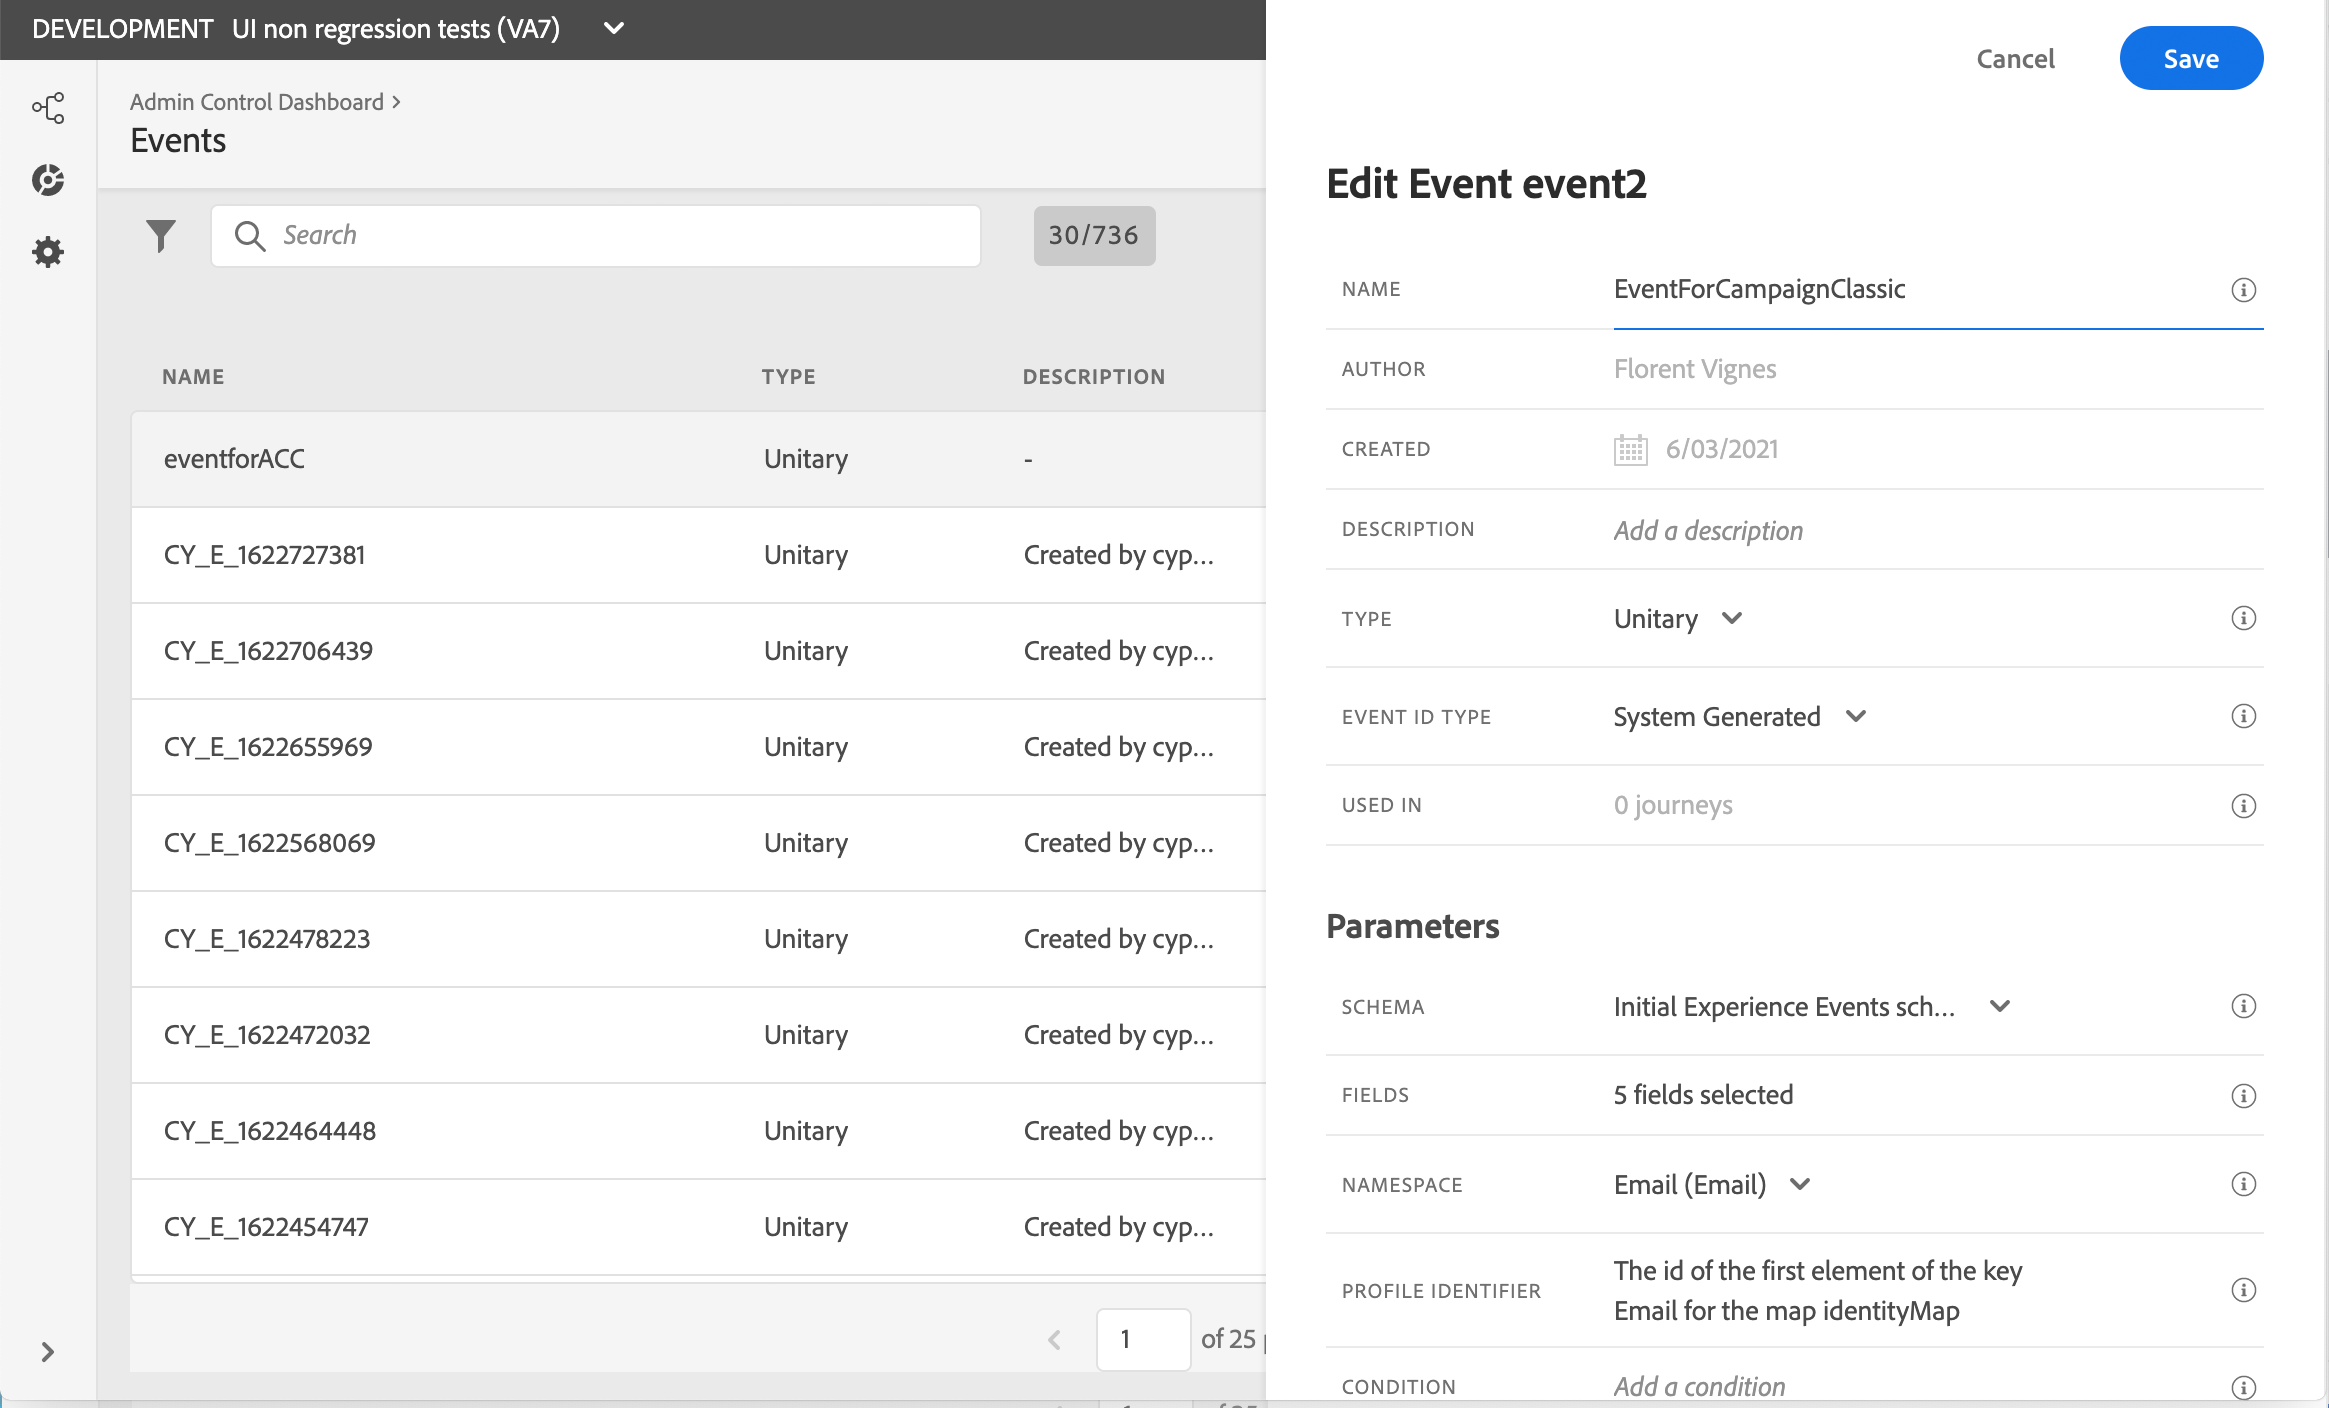 DEVELOPMENT UI non regression tests (VA7)
Admin Control Dashboard
Events
Search
30/736
NAME TYPE DESCRIPTION
eventforACC Unitary -
CY_E_1622727381 Unitary Created by cyp...
CY_E_1622706439 Unitary Created by cyp...
CY_E_1622655969 Unitary Created by cyp...
CY_E_1622568069 Unitary Created by cyp...
CY_E_1622478223 Unitary Created by cyp...
CY_E_1622472032 Unitary Created by cyp...
CY_E_1622464448 Unitary Created by cyp...
CY_E_1622454747 Unitary Created by cyp...
1 of 25
Cancel Save
Edit Event event2
NAME EventForCampaignClassic
AUTHOR Florent Vignes
CREATED 6/03/2021
DESCRIPTION Add a description
TYPE Unitary
EVENT ID TYPE System Generated
USED IN 0 journeys
Parameters
SCHEMA Initial Experience Events sch...
FIELDS 5 fields selected
NAMESPACE Email (Email)
PROFILE IDENTIFIER The id of the first element of the key
Email for the map identityMap
CONDITION Add a condition